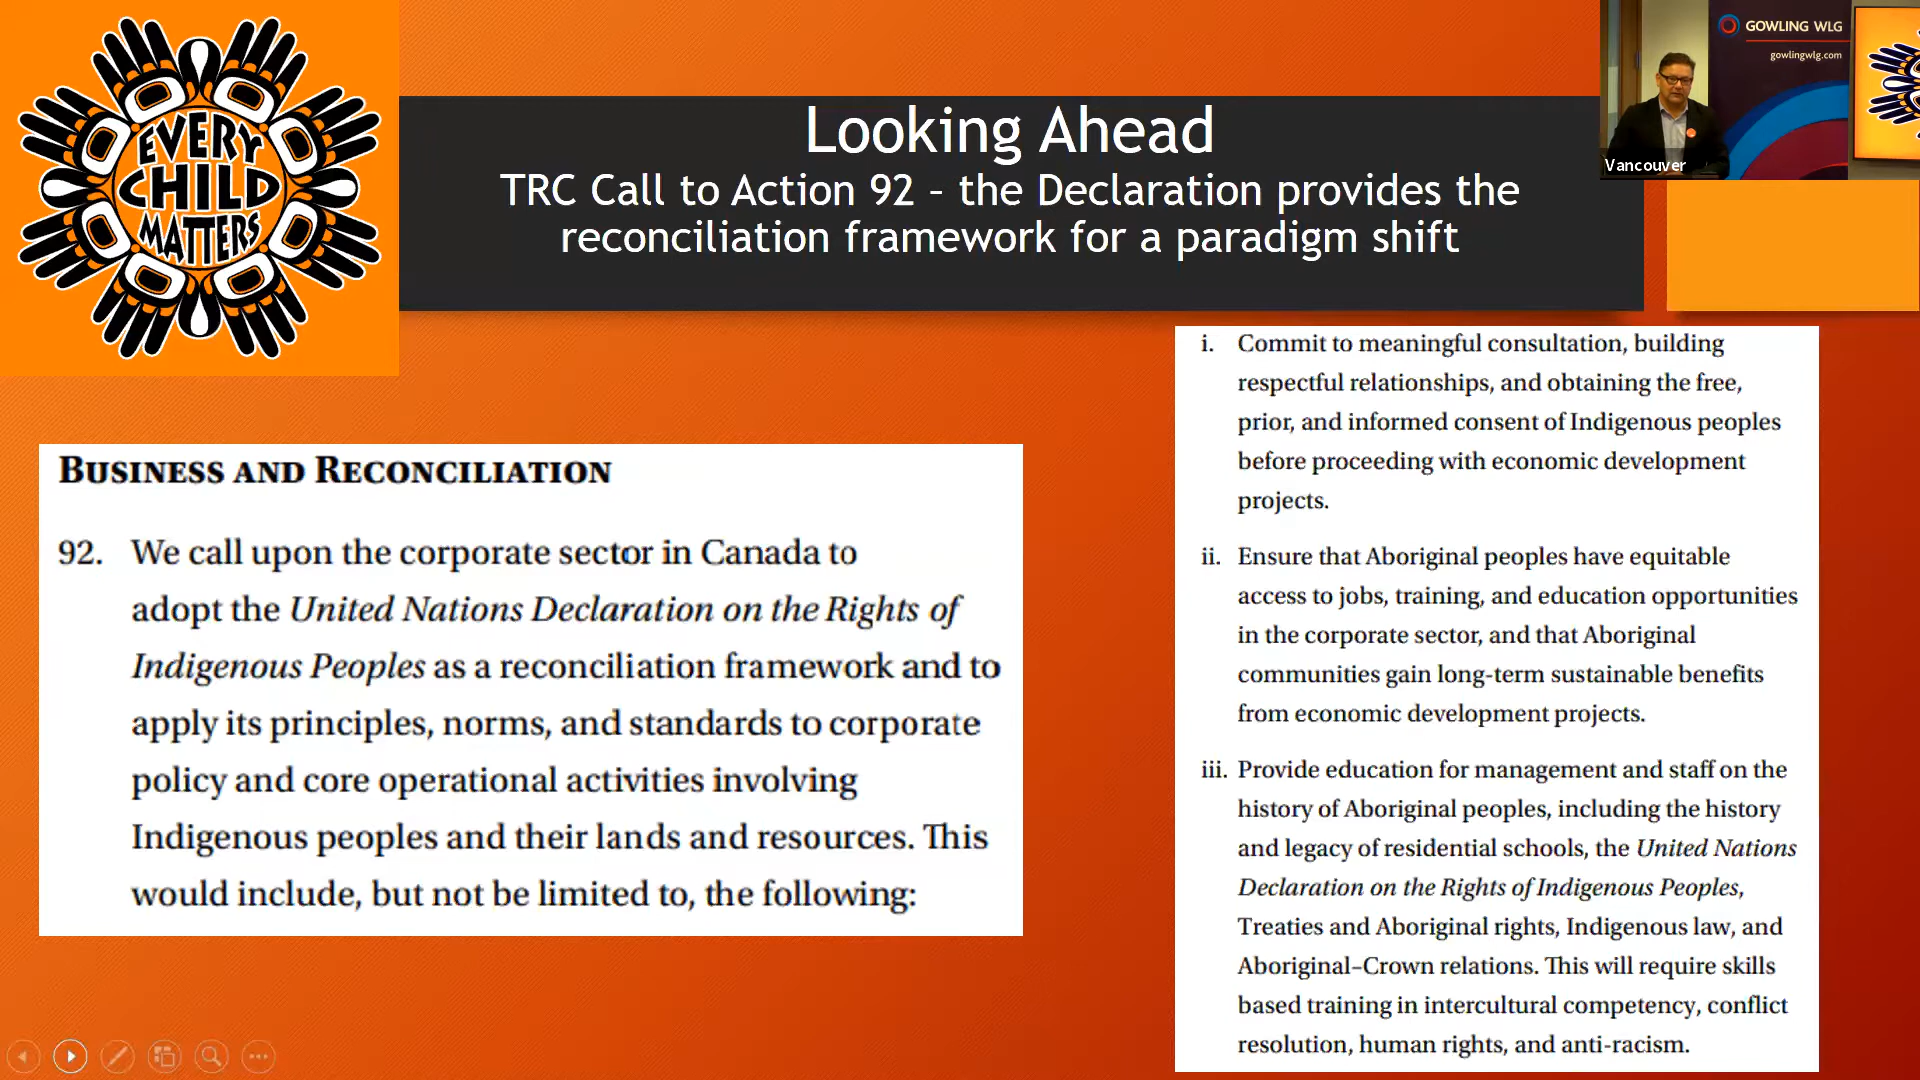 EVERY
CHILD
MATTERS
Looking Ahead
TRC Call to Action 92 – the Declaration provides the
reconciliation framework for a paradigm shift
GOWLING WLG
gowlingwlg.com
Vancouver
BUSINESS AND RECONCILIATION
92. We call upon the corporate sector in Canada to
adopt the United Nations Declaration on the Rights of
Indigenous Peoples as a reconciliation framework and to
apply its principles, norms, and standards to corporate
policy and core operational activities involving
Indigenous peoples and their lands and resources. This
would include, but not be limited to, the following:
i. Commit to meaningful consultation, building
respectful relationships, and obtaining the free,
prior, and informed consent of Indigenous peoples
before proceeding with economic development
projects.
ii. Ensure that Aboriginal peoples have equitable
access to jobs, training, and education opportunities
in the corporate sector, and that Aboriginal
communities gain long-term sustainable benefits
from economic development projects.
iii. Provide education for management and staff on the
history of Aboriginal peoples, including the history
and legacy of residential schools, the United Nations
Declaration on the Rights of Indigenous Peoples,
Treaties and Aboriginal rights, Indigenous law, and
Aboriginal–Crown relations. This will require skills
based training in intercultural competency, conflict
resolution, human rights, and anti-racism.